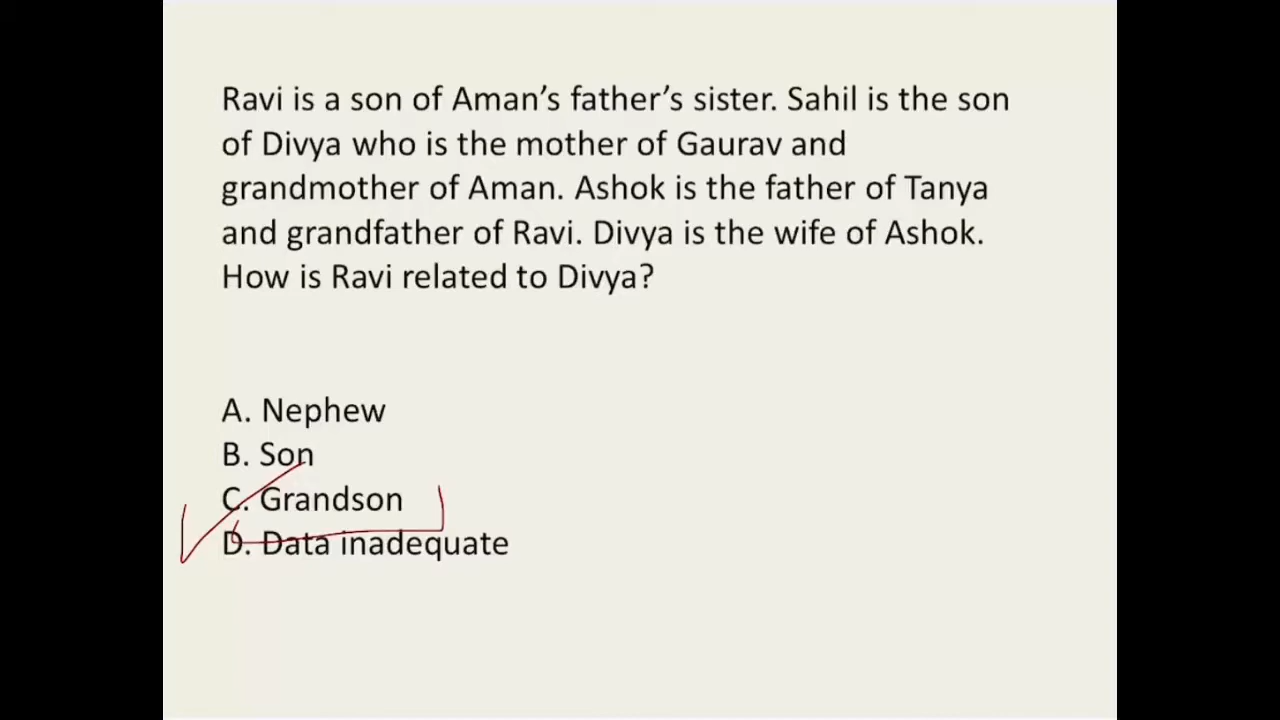 Ravi is a son of Aman’s father’s sister. Sahil is the son
of Divya who is the mother of Gaurav and
grandmother of Aman. Ashok is the father of Tanya
and grandfather of Ravi. Divya is the wife of Ashok.
How is Ravi related to Divya?
A. Nephew
B. Son
C. Grandson
D. Data inadequate